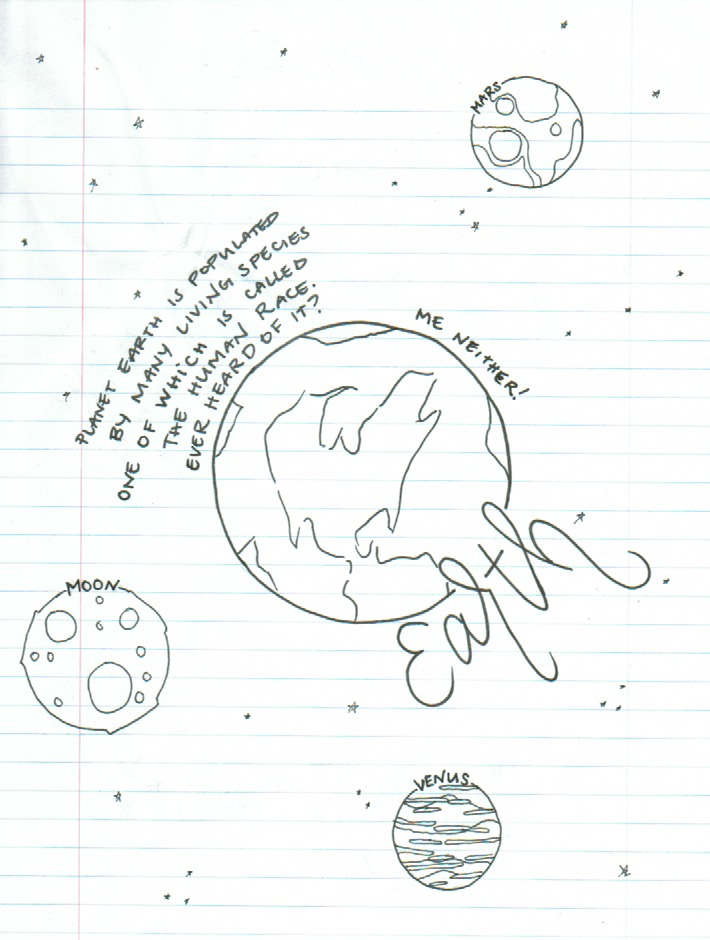 MARS
PLANET EARTH IS POPULATED
BY MANY LIVING SPECIES
ONE OF WHICH IS CALLED
THE HUMAN RACE.
EVER HEARD OF IT?
ME NEITHER!
Earth
MOON
VENUS